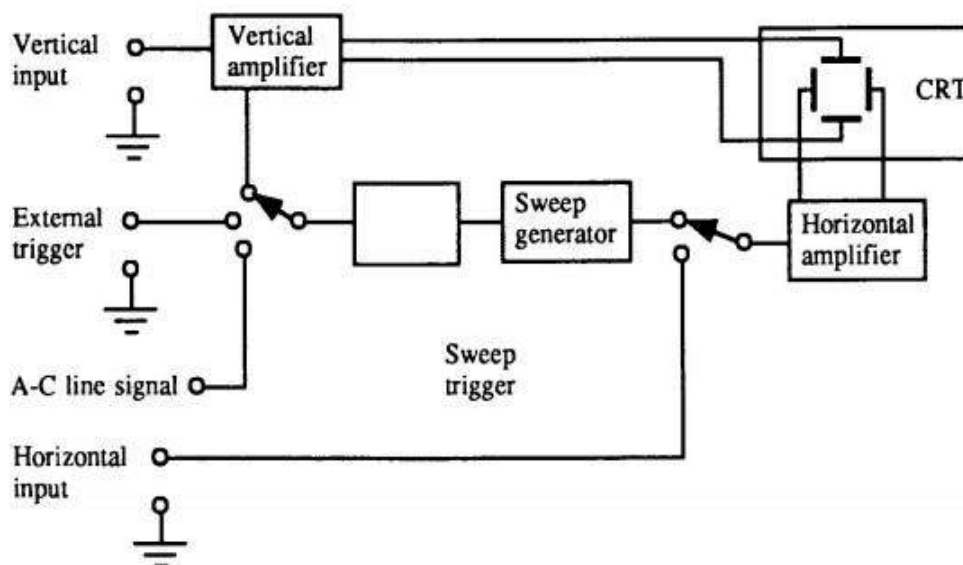 Vertical
input
Vertical
amplifier
CRT
External
trigger
Sweep
generator
Horizontal
amplifier
A-C line signal
Sweep
trigger
Horizontal
input